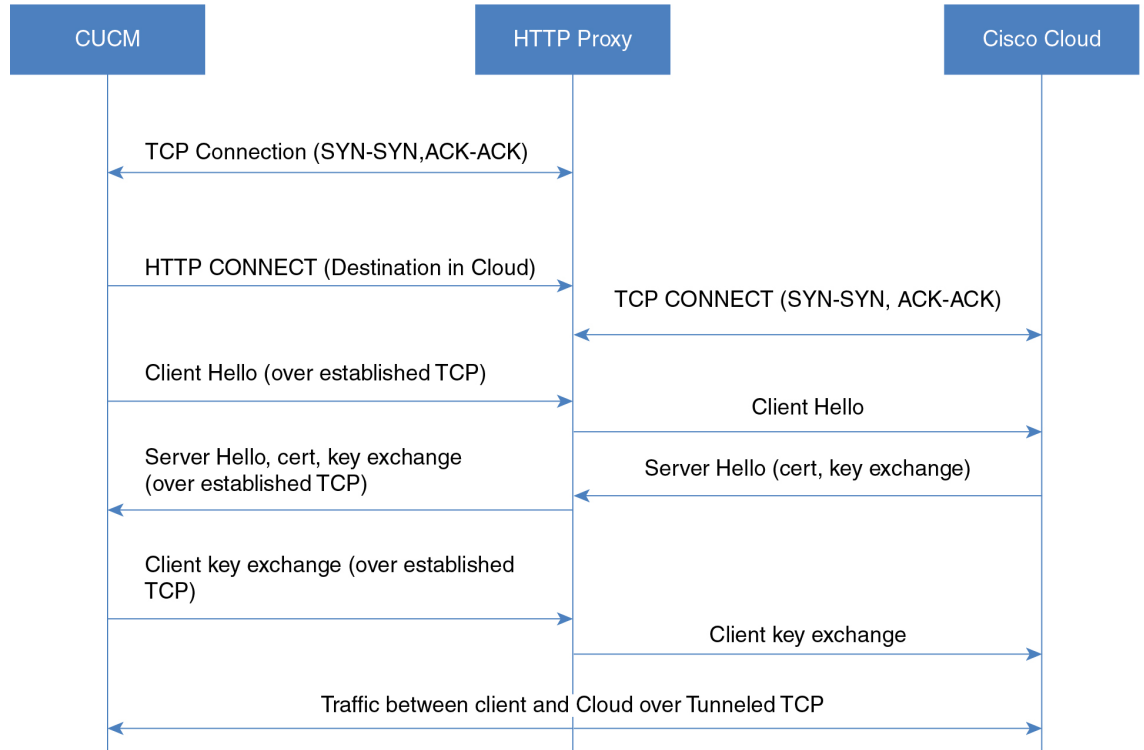 CUCM
HTTP Proxy
Cisco Cloud
TCP Connection (SYN-SYN,ACK-ACK)
HTTP CONNECT (Destination in Cloud)
TCP CONNECT (SYN-SYN, ACK-ACK)
Client Hello (over established TCP)
Client Hello
Server Hello, cert, key exchange
(over established TCP)
Server Hello (cert, key exchange)
Client key exchange (over established
TCP)
Client key exchange
Traffic between client and Cloud over Tunneled TCP